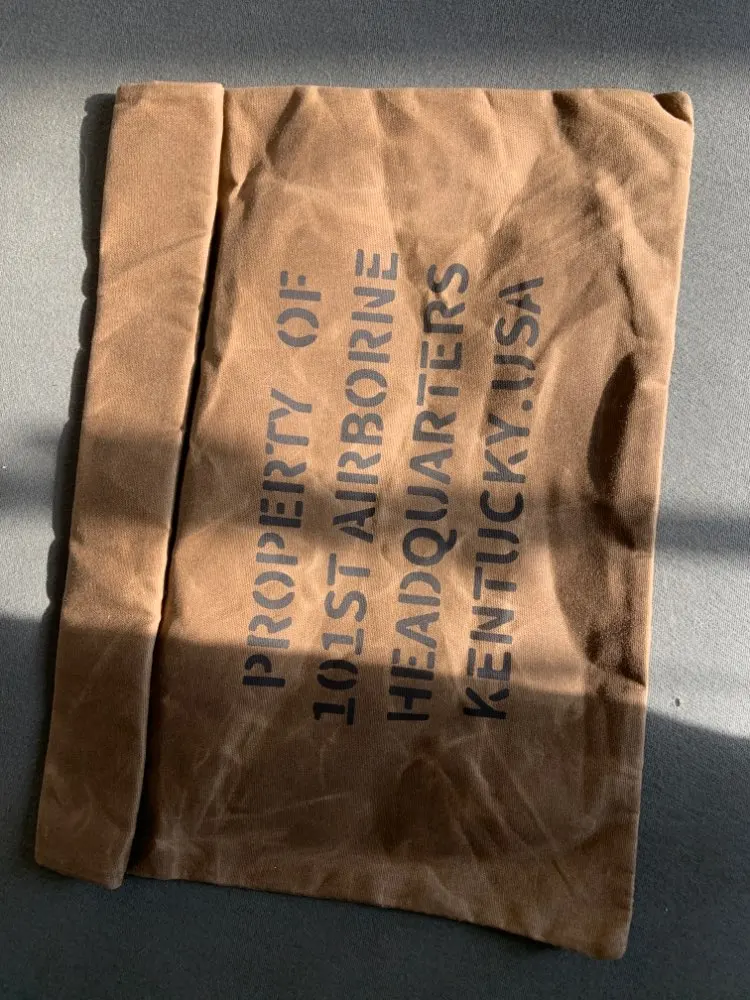 PROPERTY OF
101ST AIRBORNE
HEADQUARTERS
KENTUCKY.USA